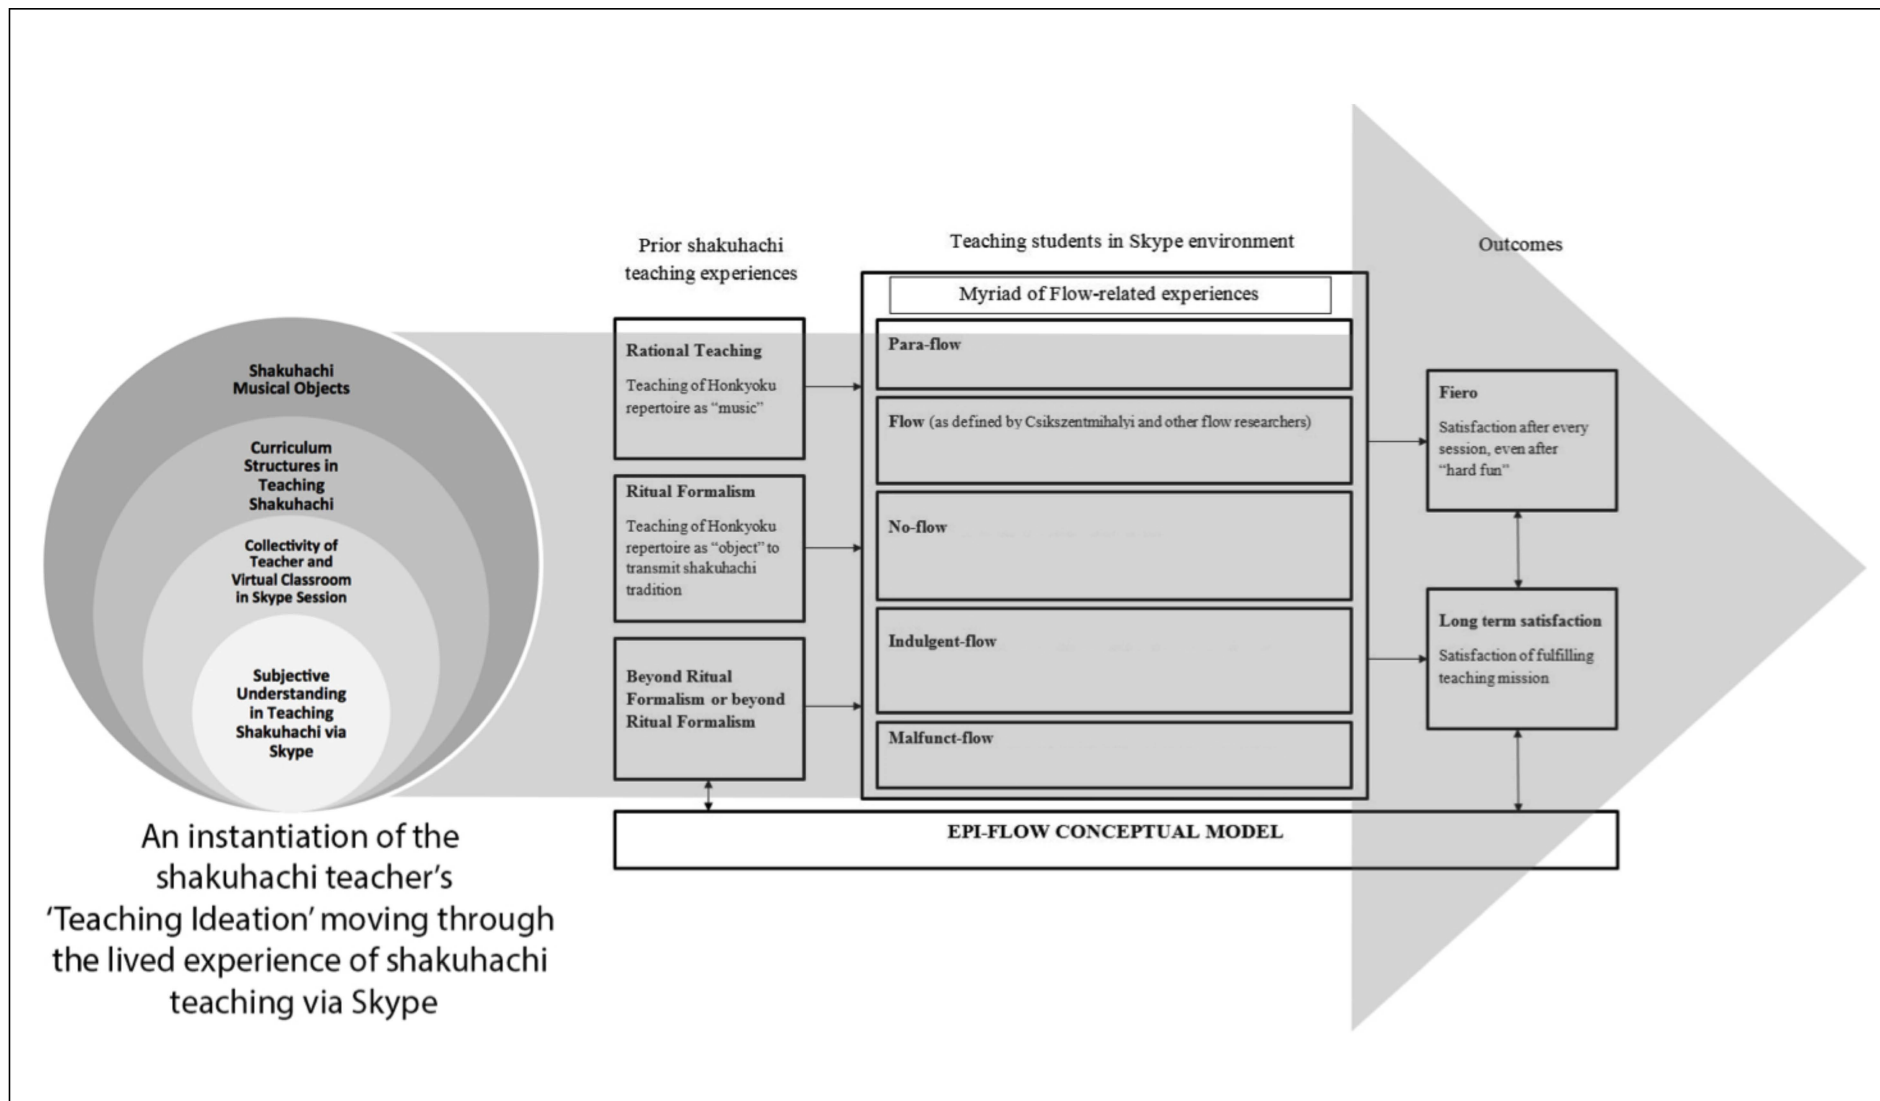 Shakuhachi
Musical Objects
Curriculum
Structures in
Teaching
Shakuhachi
Collectivity of
Teacher and
Virtual Classroom
in Skype Session
Subjective
Understanding
in Teaching
Shakuhachi via
Skype
An instantiation of the
shakuhachi teacher’s
‘Teaching Ideation’ moving through
the lived experience of shakuhachi
teaching via Skype
Prior shakuhachi
teaching experiences
Rational Teaching
Teaching of Honkyoku
repertoire as “music”
Ritual Formalism
Teaching of Honkyoku
repertoire as “object” to
transmit shakuhachi
tradition
Beyond Ritual
Formalism or beyond
Ritual Formalism
Teaching students in Skype environment
Myriad of Flow-related experiences
Para-flow
Flow (as defined by Csikszentmihalyi and other flow researchers)
No-flow
Indulgent-flow
Malfunct-flow
Outcomes
Fiero
Satisfaction after every
session, even after
“hard fun”
Long term satisfaction
Satisfaction of fulfilling
teaching mission
EPI-FLOW CONCEPTUAL MODEL